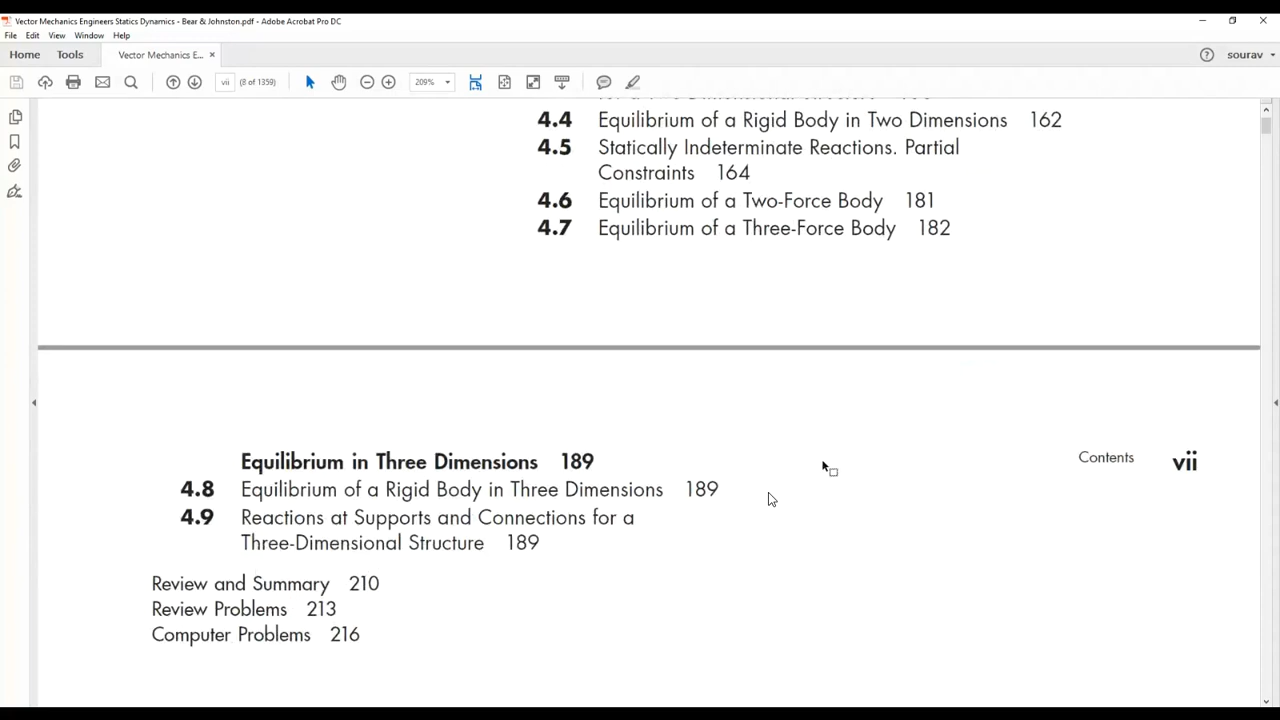 Vector Mechanics Engineers Statics Dynamics - Bear & Johnston.pdf - Adobe Acrobat Pro DC
File Edit View Window Help
Home Tools Vector Mechanics E... × sourav
vii (8 of 1359) 209%
4.4 Equilibrium of a Rigid Body in Two Dimensions 162
4.5 Statically Indeterminate Reactions. Partial
Constraints 164
4.6 Equilibrium of a Two-Force Body 181
4.7 Equilibrium of a Three-Force Body 182
Contents vii
Equilibrium in Three Dimensions 189
4.8 Equilibrium of a Rigid Body in Three Dimensions 189
4.9 Reactions at Supports and Connections for a
Three-Dimensional Structure 189
Review and Summary 210
Review Problems 213
Computer Problems 216